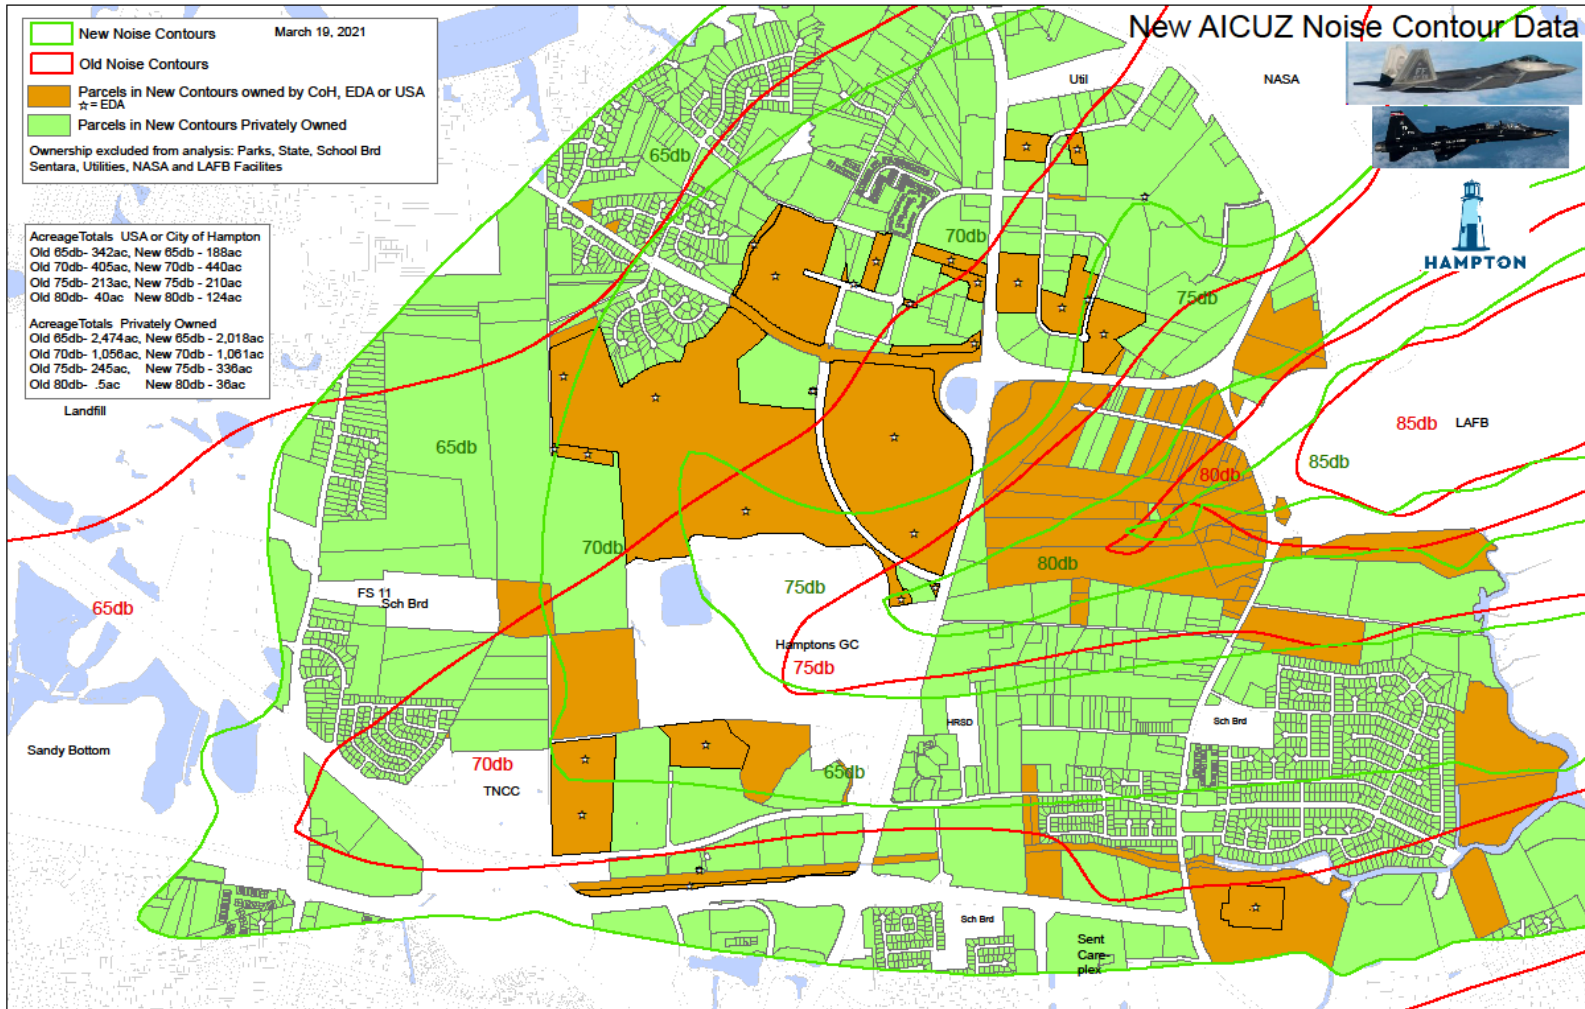 New AICUZ Noise Contour Data
New Noise Contours
March 19, 2021
Old Noise Contours
Parcels in New Contours owned by CoH, EDA or USA
☆= EDA
Parcels in New Contours Privately Owned
Ownership excluded from analysis: Parks, State, School Brd
Sentara, Utilities, NASA and LAFB Facilites
AcreageTotals USA or City of Hampton
Old 65db- 342ac, New 65db - 188ac
Old 70db- 405ac, New 70db - 440ac
Old 75db- 213ac, New 75db - 210ac
Old 80db- 40ac New 80db - 124ac
AcreageTotals Privately Owned
Old 65db- 2,474ac, New 65db - 2,018ac
Old 70db- 1,056ac, New 70db - 1,061ac
Old 75db- 245ac, New 75db - 336ac
Old 80db- .5ac New 80db - 36ac
Util
NASA
65db
HAMPTON
70db
75db
Landfill
85db
LAFB
65db
85db
80db
70db
80db
75db
FS 11
Sch Brd
65db
Hamptons GC
75db
HRSD
Sch Brd
Sandy Bottom
70db
65db
TNCC
Sch Brd
Sent
Care-
plex